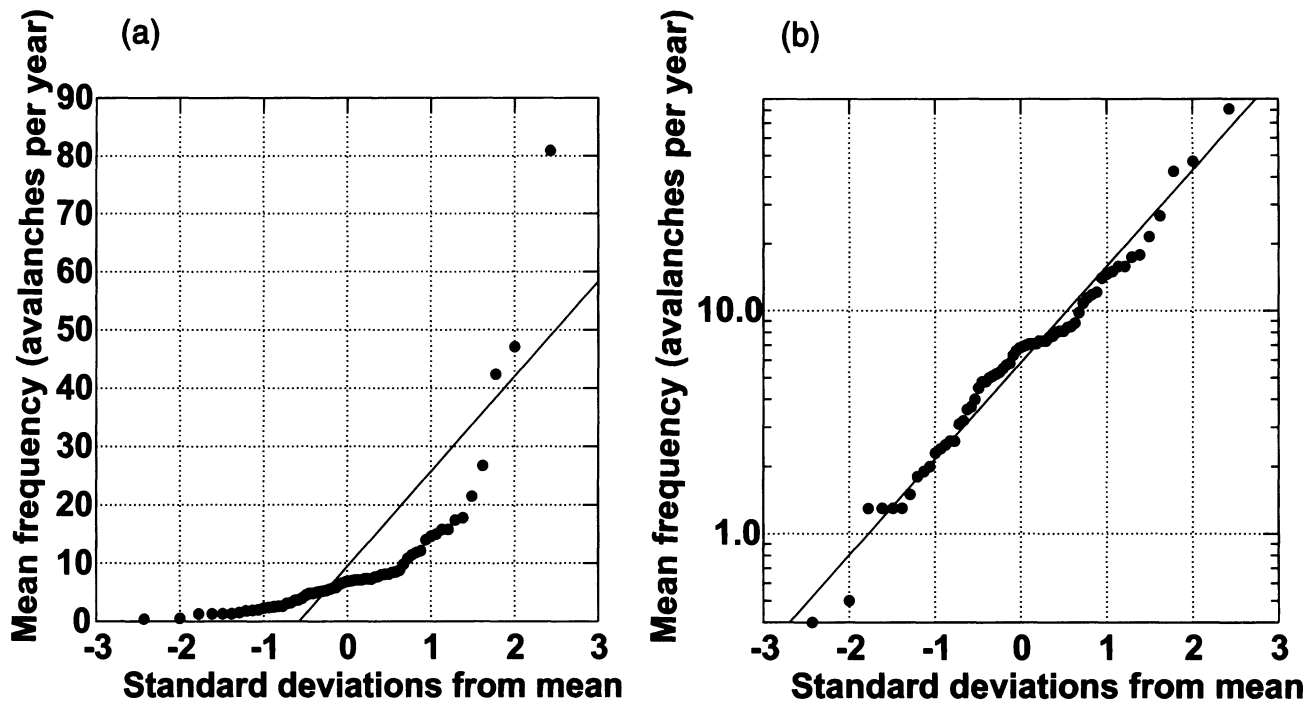 (a)
Mean frequency (avalanches per year)
90
80
70
60
50
40
30
20
10
0
-3 -2 -1 0 1 2 3
Standard deviations from mean
(b)
Mean frequency (avalanches per year)
10.0
1.0
-3 -2 -1 0 1 2 3
Standard deviations from mean